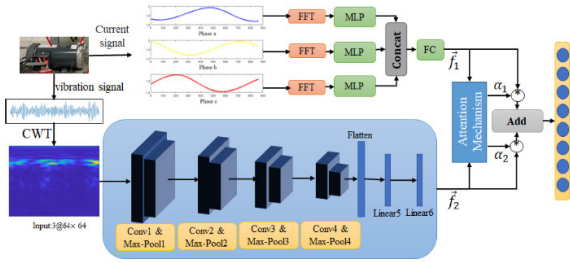 Current
signal
Phase a
FFT
MLP
Phase b
FFT
MLP
Phase c
FFT
MLP
Concat
FC
f⃗1
α1
*
Attention
Mechanism
Add
α2
*
f⃗2
vibration signal
CWT
Input:3@64× 64
Conv1 &
Max-Pool1
Conv2 &
Max-Pool2
Conv3 &
Max-Pool3
Conv4 &
Max-Pool4
Flatten
Linear5
Linear6